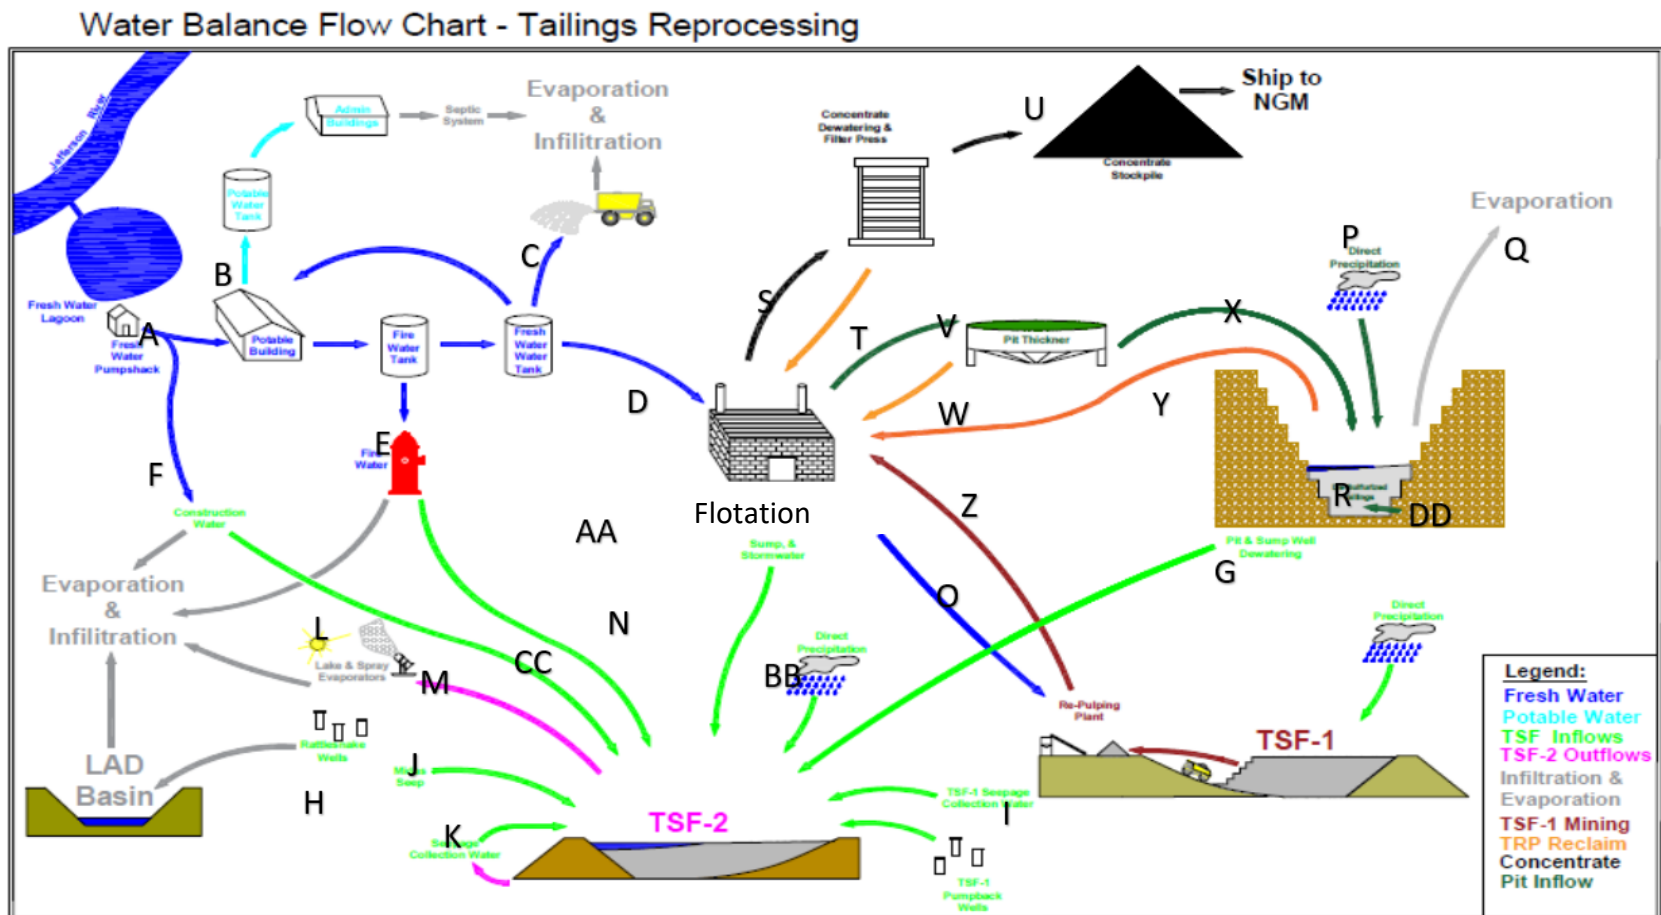 Water Balance Flow Chart - Tailings Reprocessing
Jefferson River
Admin
Buildings
Septic
System
Evaporation
&
Infilitration
Potable
Water
Tank
B
C
Fresh Water
Lagoon
A
Fresh
Water
Pumpshack
Potable
Building
Fire
Water
Tank
Fresh
Water
Water
Tank
D
E
Fire
Water
F
Construction
Water
Concentrate
Dewatering &
Filter Press
U
Concentrate
Stockpile
Ship to
NGM
S
T
V
Pit Thickner
W
X
Y
P
Direct
Precipitation
Evaporation
Q
R
DD
Pit & Sump Well
Dewatering
G
Flotation
AA
Sump, &
Stormwater
Z
O
N
Evaporation
&
Infilitration
L
Lake & Spray
Evaporators
M
CC
Direct
Precipitation
BB
Re-Pulping
Plant
Direct
Precipitation
TSF-1
Rattlesnake
Wells
LAD
Basin
H
J
Seep
K
Collection Water
TSF-2
TSF-1 Seepage
Collection Water
I
TSF-1
Pumpback
Wells
Legend:
Fresh Water
Potable Water
TSF Inflows
TSF-2 Outflows
Infiltration &
Evaporation
TSF-1 Mining
TRP Reclaim
Concentrate
Pit Inflow